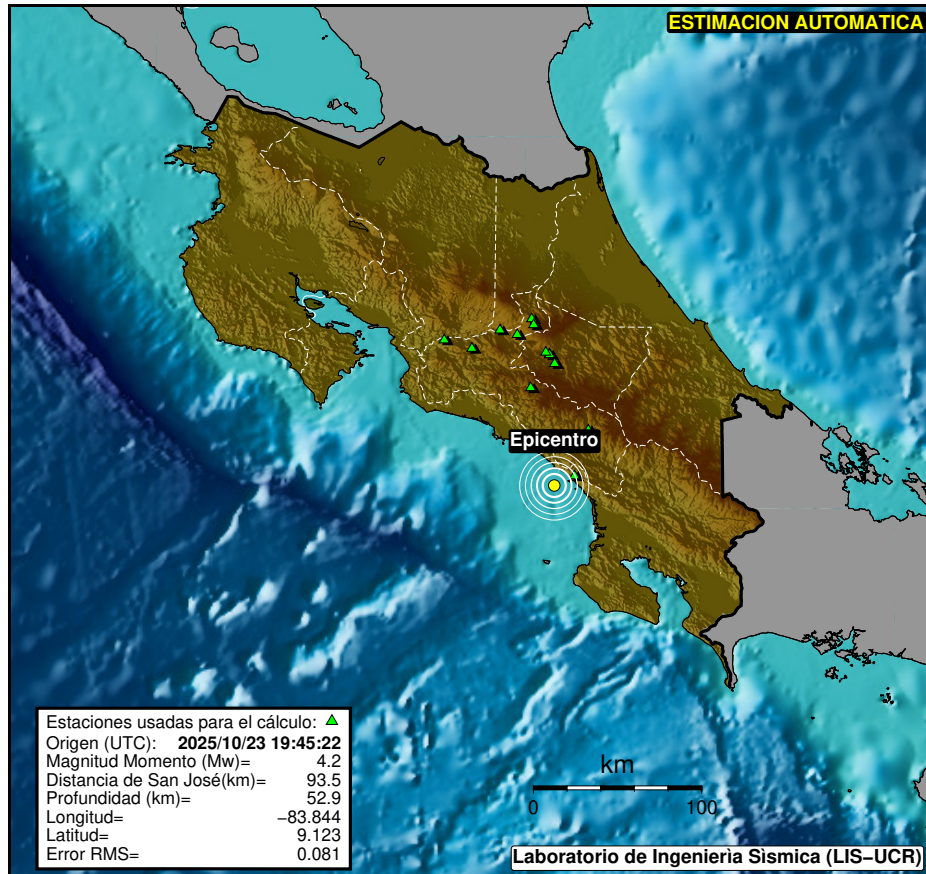 ESTIMACION AUTOMATICA
Epicentro
Estaciones usadas para el cálculo:
Origen (UTC): 2025/10/23 19:45:22
Magnitud Momento (Mw)= 4.2
Distancia de San José(km)= 93.5
Profundidad (km)= 52.9
Longitud= −83.844
Latitud= 9.123
Error RMS= 0.081
km
0 100
Laboratorio de Ingenierìa Sìsmica (LIS−UCR)